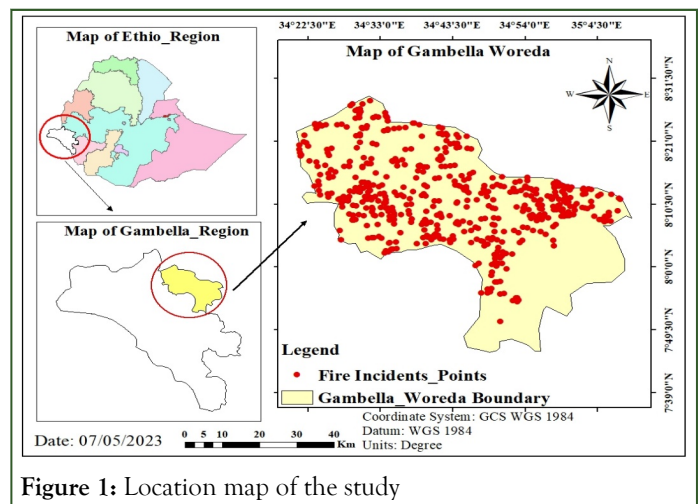 34°22'30"E 34°33'0"E 34°43'30"E 34°54'0"E 35°4'30"E
Map of Ethio_Region
Map of Gambella Woreda
N
W E
S
8°31'30"N
8°21'0"N
8°10'30"N
8°0'0"N
7°49'30"N
7°39'0"N
Map of Gambella_Region
Legend
Fire Incidents_Points
Gambella_Woreda Boundary
Coordinate System: GCS WGS 1984
Datum: WGS 1984
Units: Degree
Date: 07/05/2023
0 5 10 20 30 40
Km
Figure 1: Location map of the study